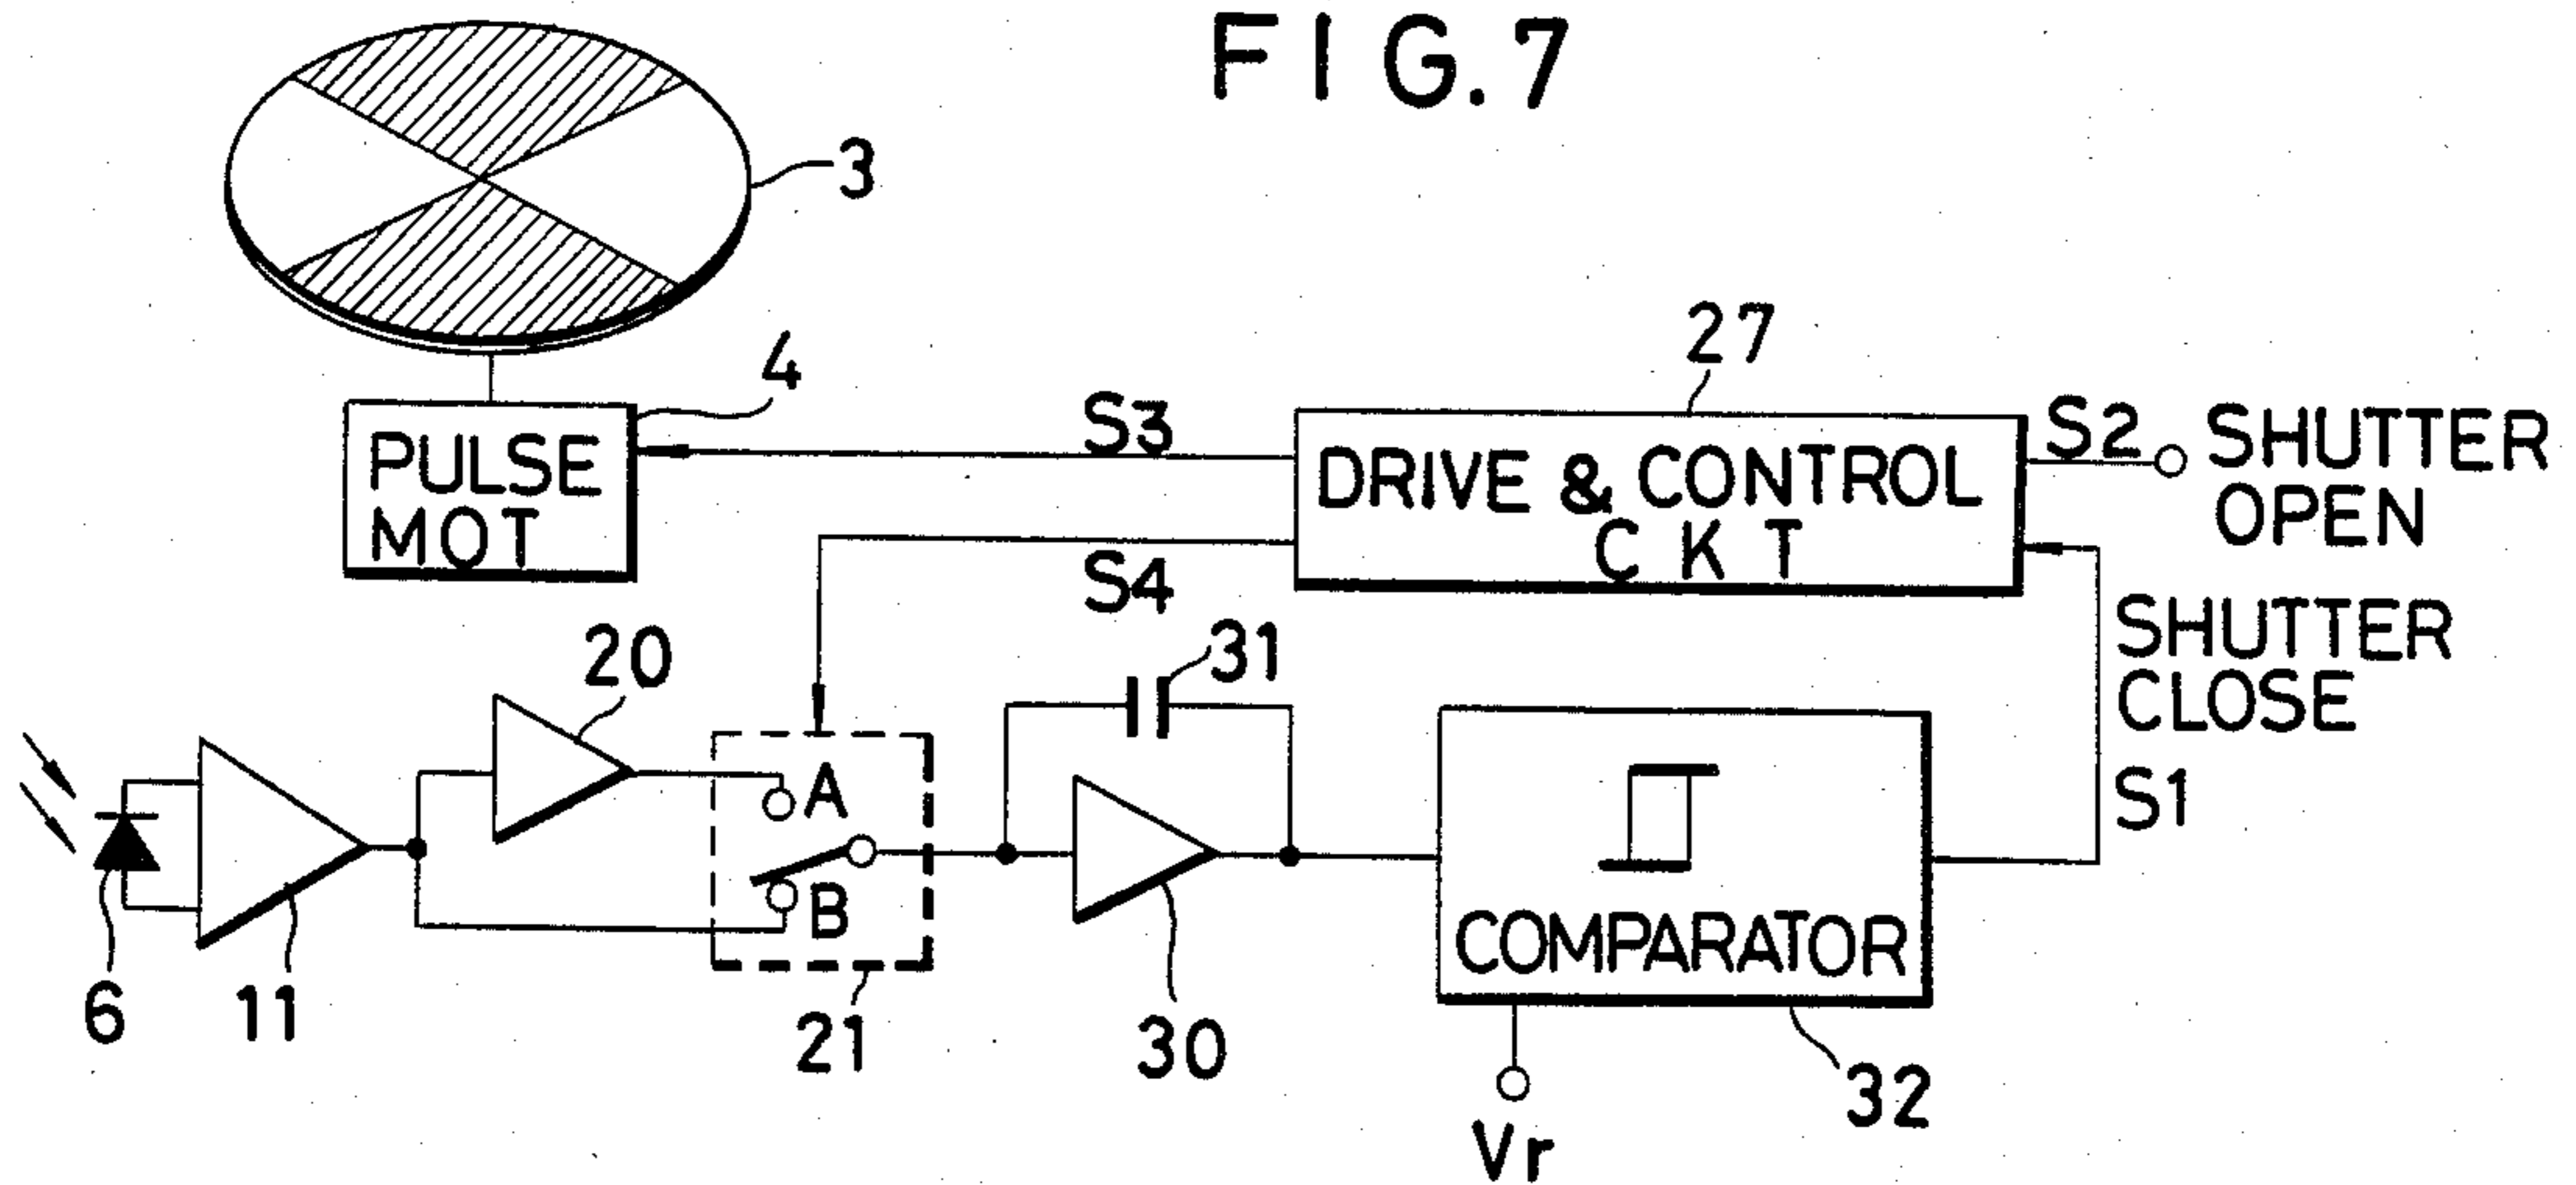 FIG. 7
3
4
27
PULSE
MOT
S3
DRIVE & CONTROL
CKT
S2
SHUTTER
OPEN
S4
SHUTTER
CLOSE
S1
20
31
A
B
6
11
21
30
COMPARATOR
32
Vr